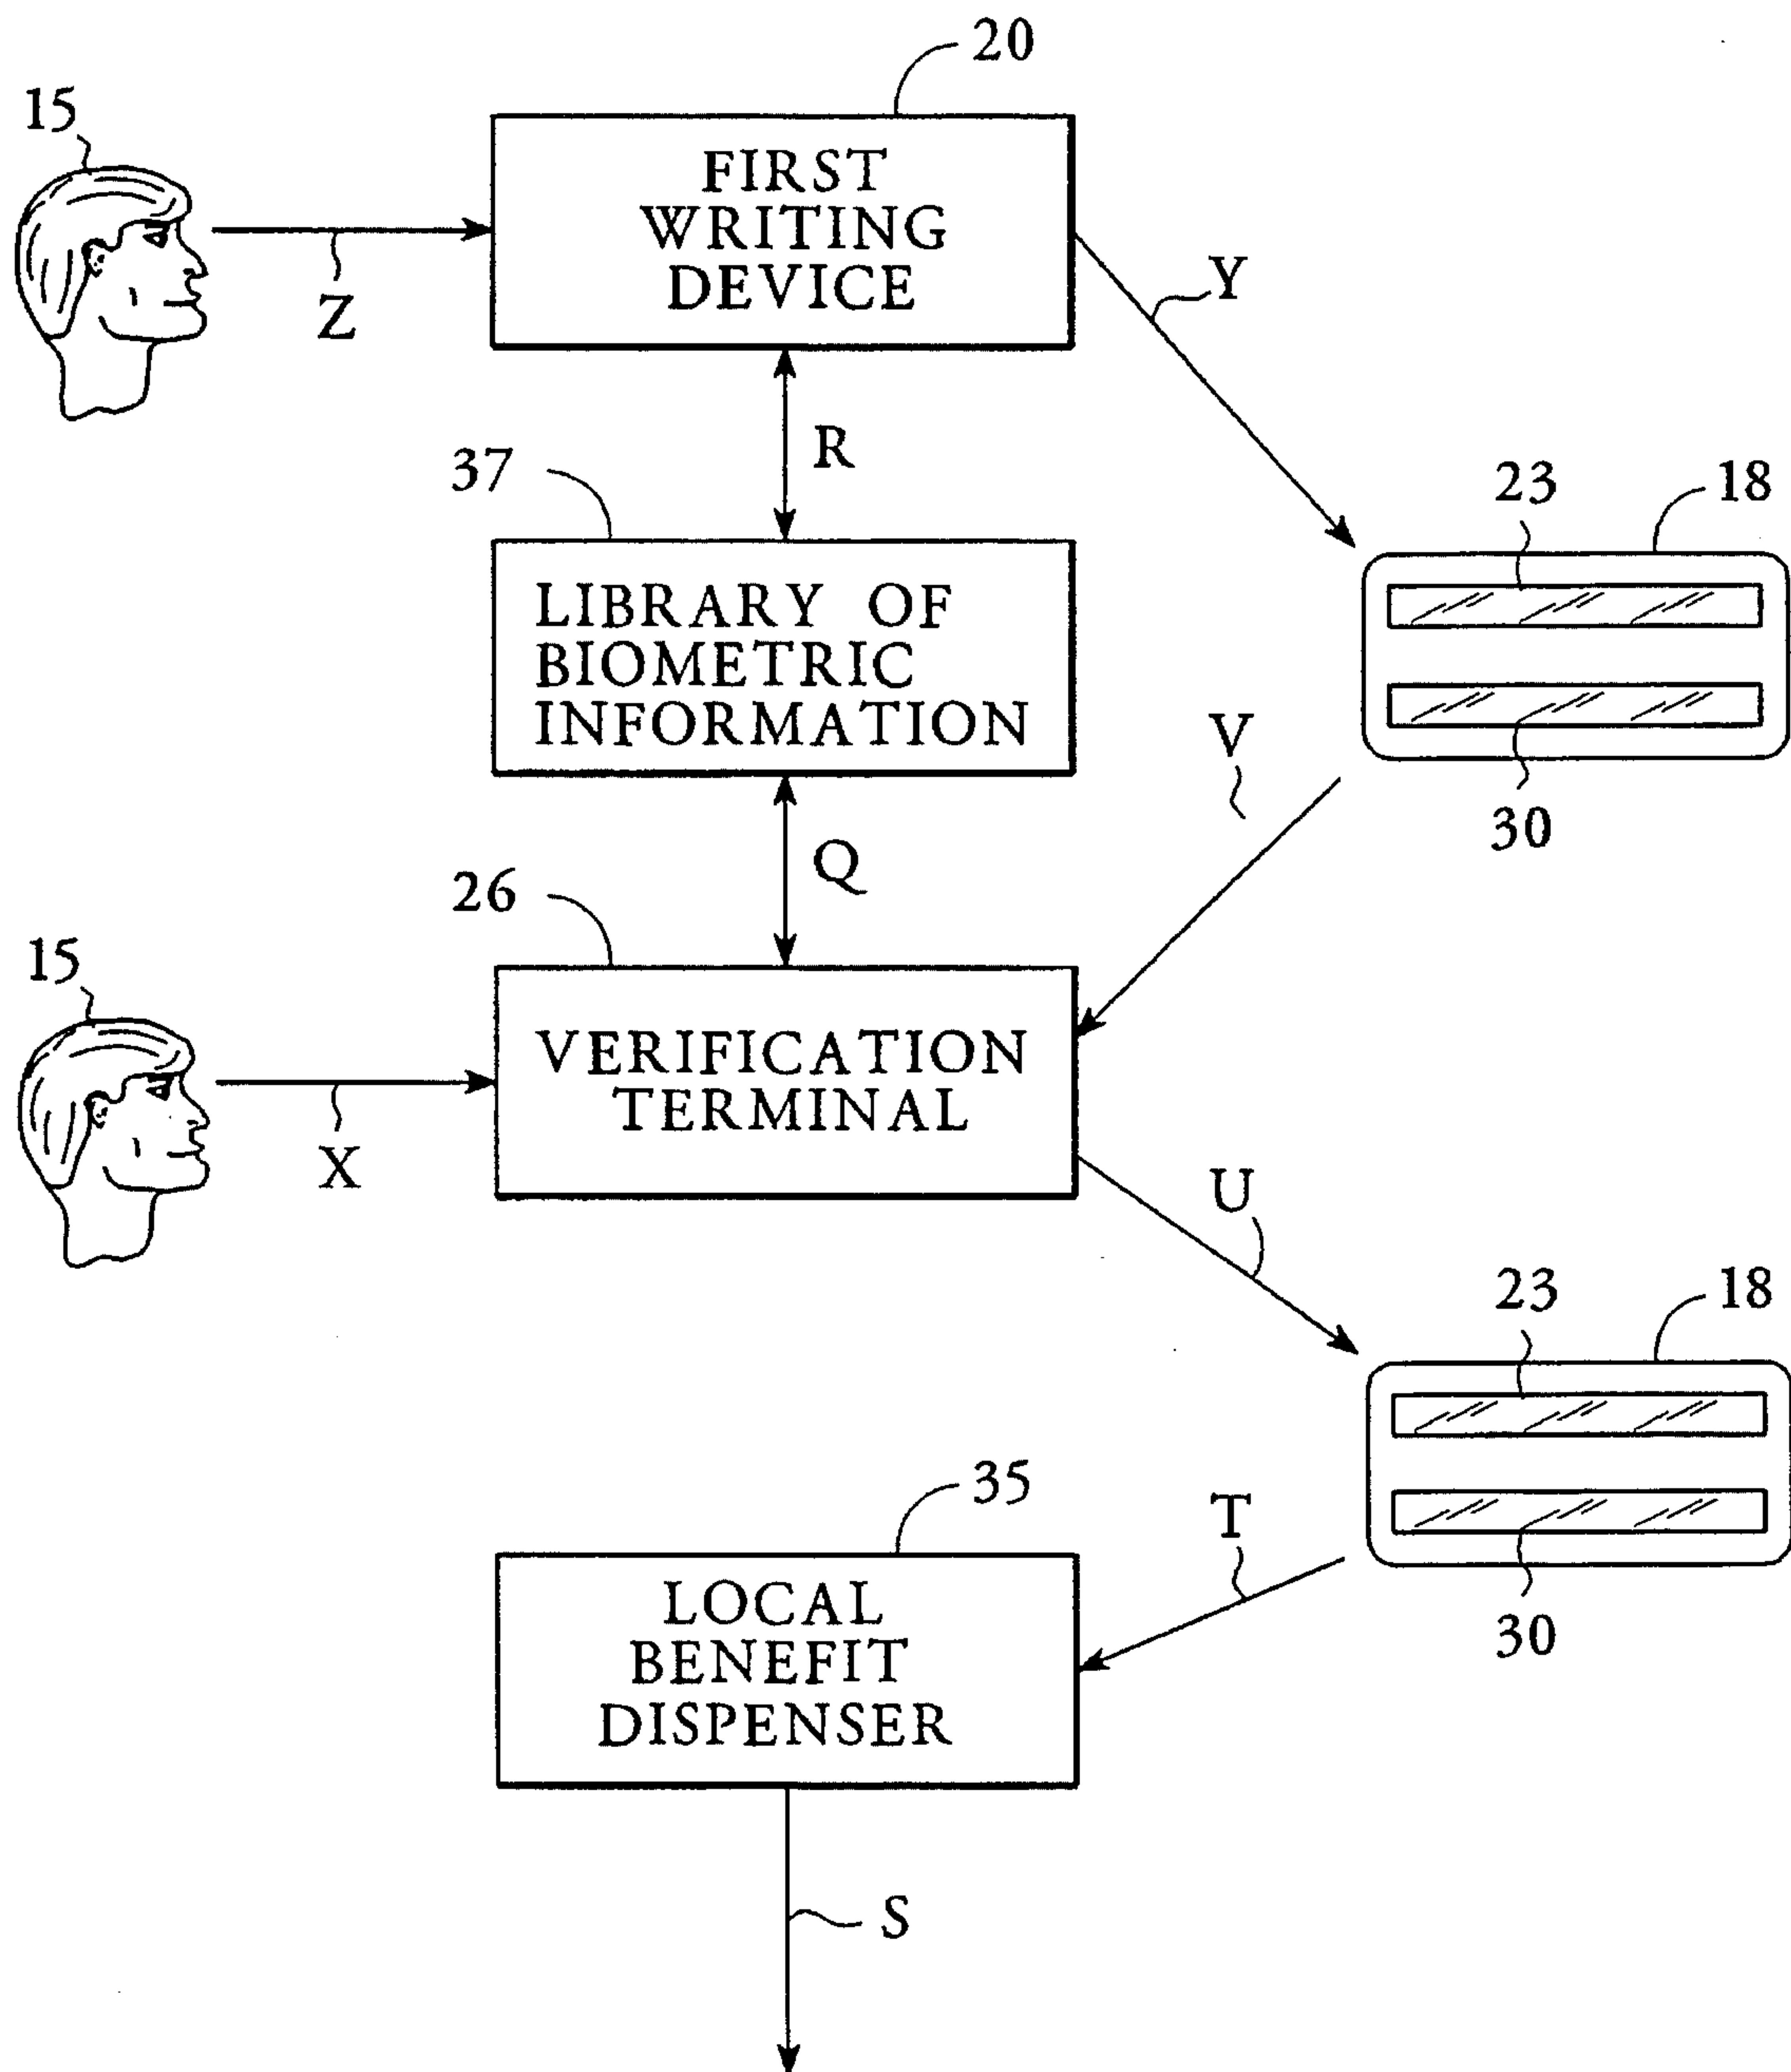 20
15
FIRST
WRITING
DEVICE
Z
Y
R
37
23
18
LIBRARY OF
BIOMETRIC
INFORMATION
V
30
Q
26
15
VERIFICATION
TERMINAL
X
U
23
18
35
T
LOCAL
BENEFIT
DISPENSER
30
S